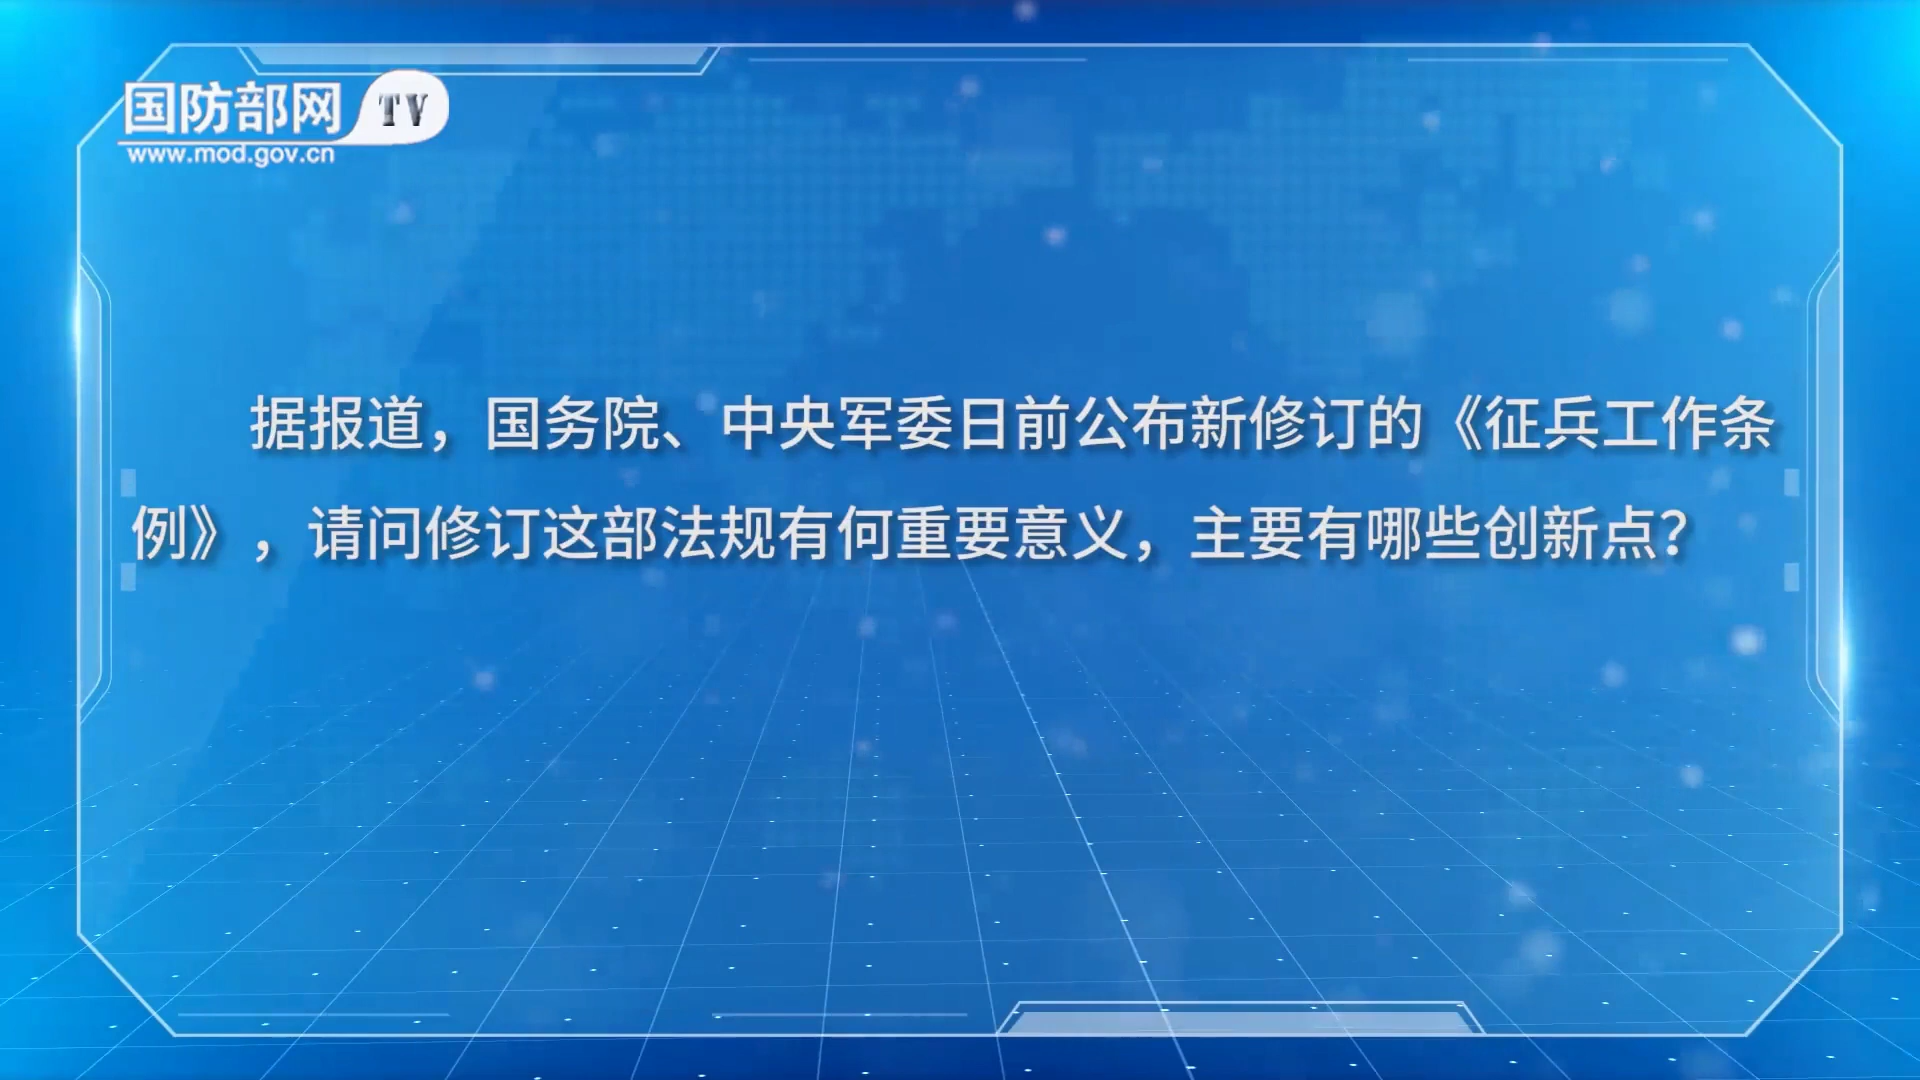 国防部网 TV
www.mod.gov.cn
据报道，国务院、中央军委日前公布新修订的《征兵工作条
例》，请问修订这部法规有何重要意义，主要有哪些创新点？